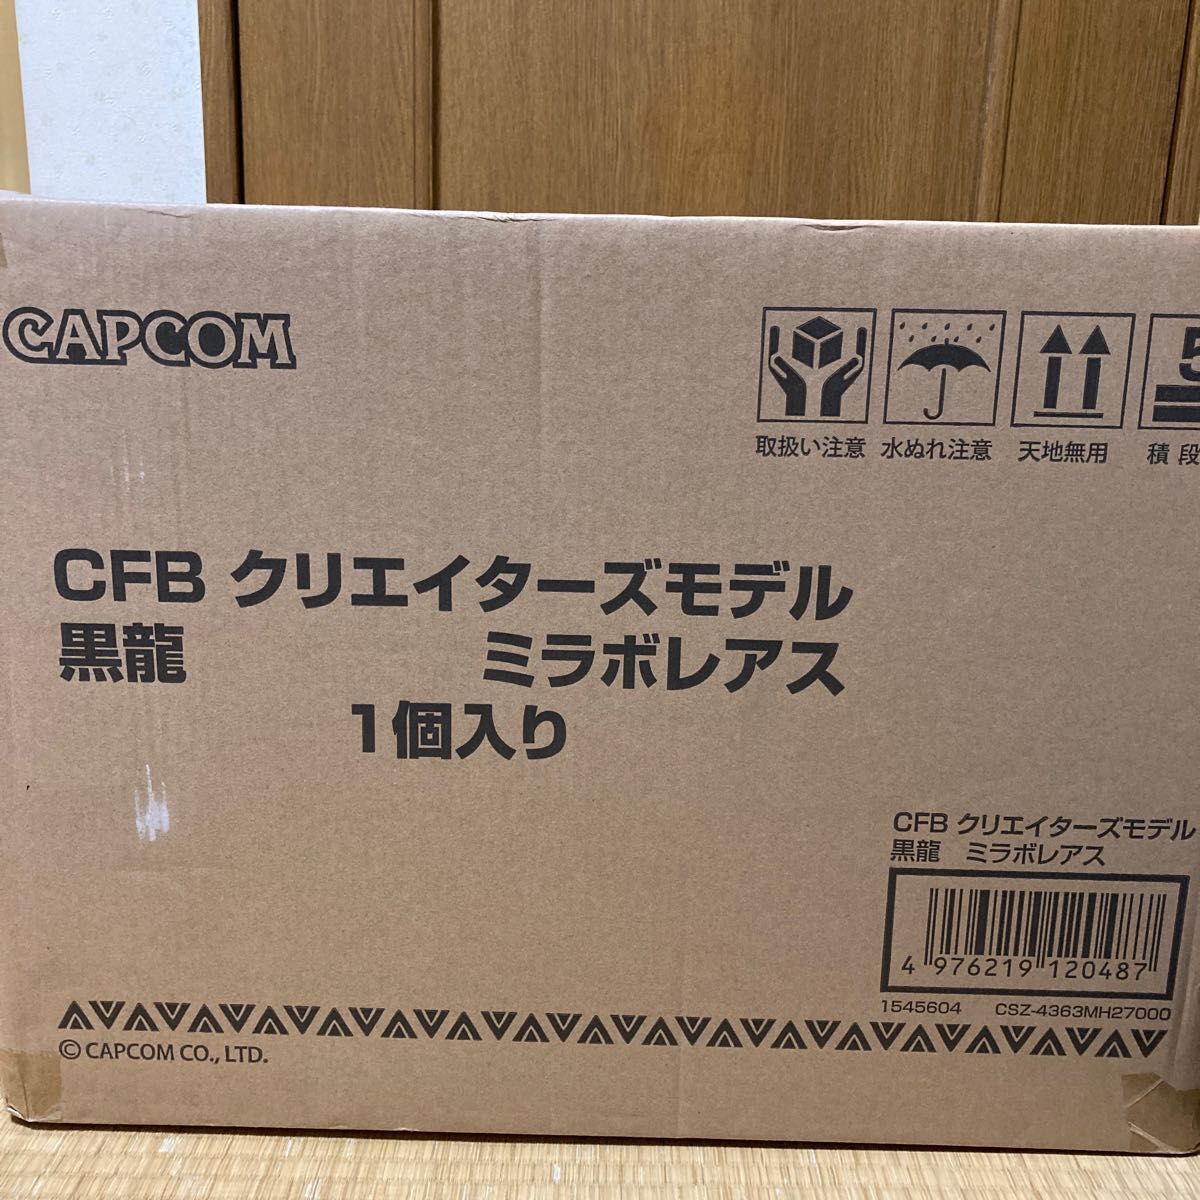 CAPCOM
5
取扱い注意 水ぬれ注意 天地無用 積段
CFB クリエイターズモデル
黒龍 ミラボレアス
1個入り
CFB クリエイターズモデル
黒龍 ミラボレアス
4 976219 120487
1545604 CSZ-4363MH27000
© CAPCOM CO., LTD.